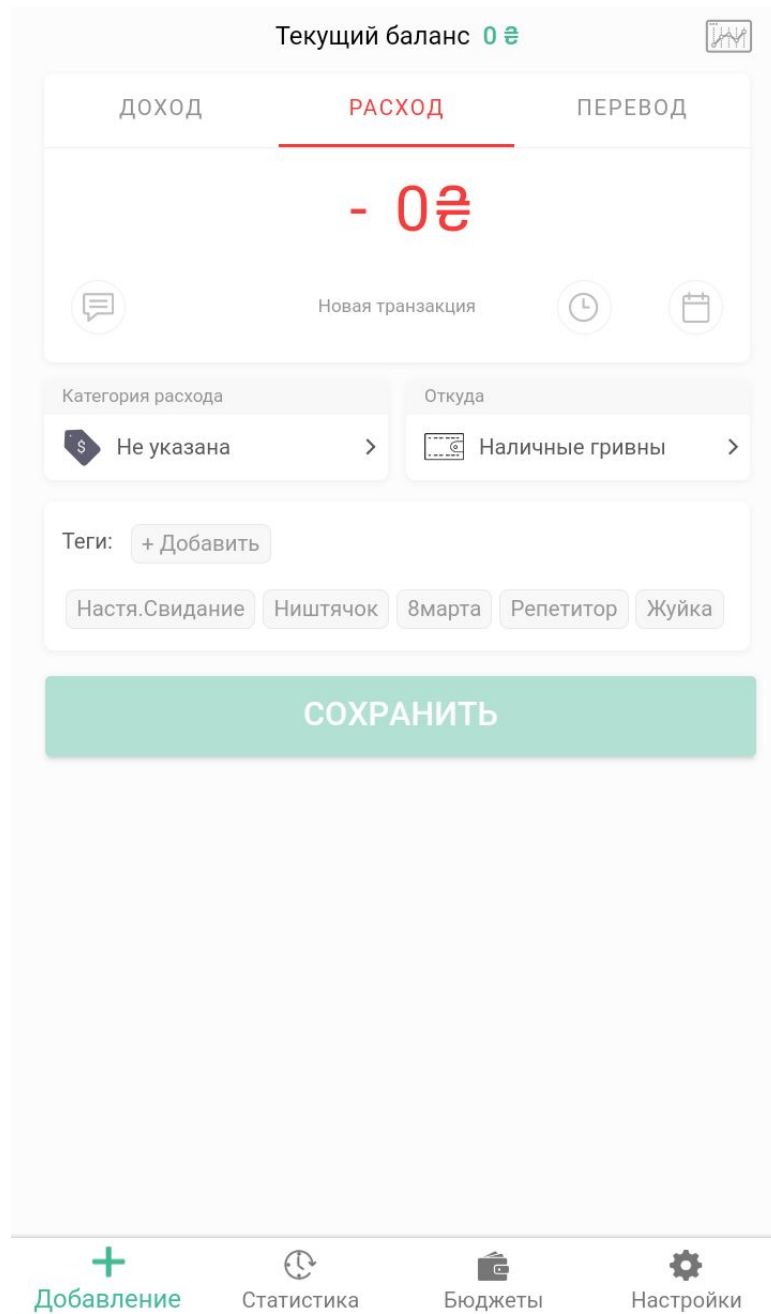 Текущий баланс 0 ₴
ДОХОД РАСХОД ПЕРЕВОД
- 0₴
Новая транзакция
Категория расхода Откуда
$ Не указана Наличные гривны
Теги: + Добавить
Настя.Свидание Ништячок 8марта Репетитор Жуйка
СОХРАНИТЬ
Добавление Статистика Бюджеты Настройки